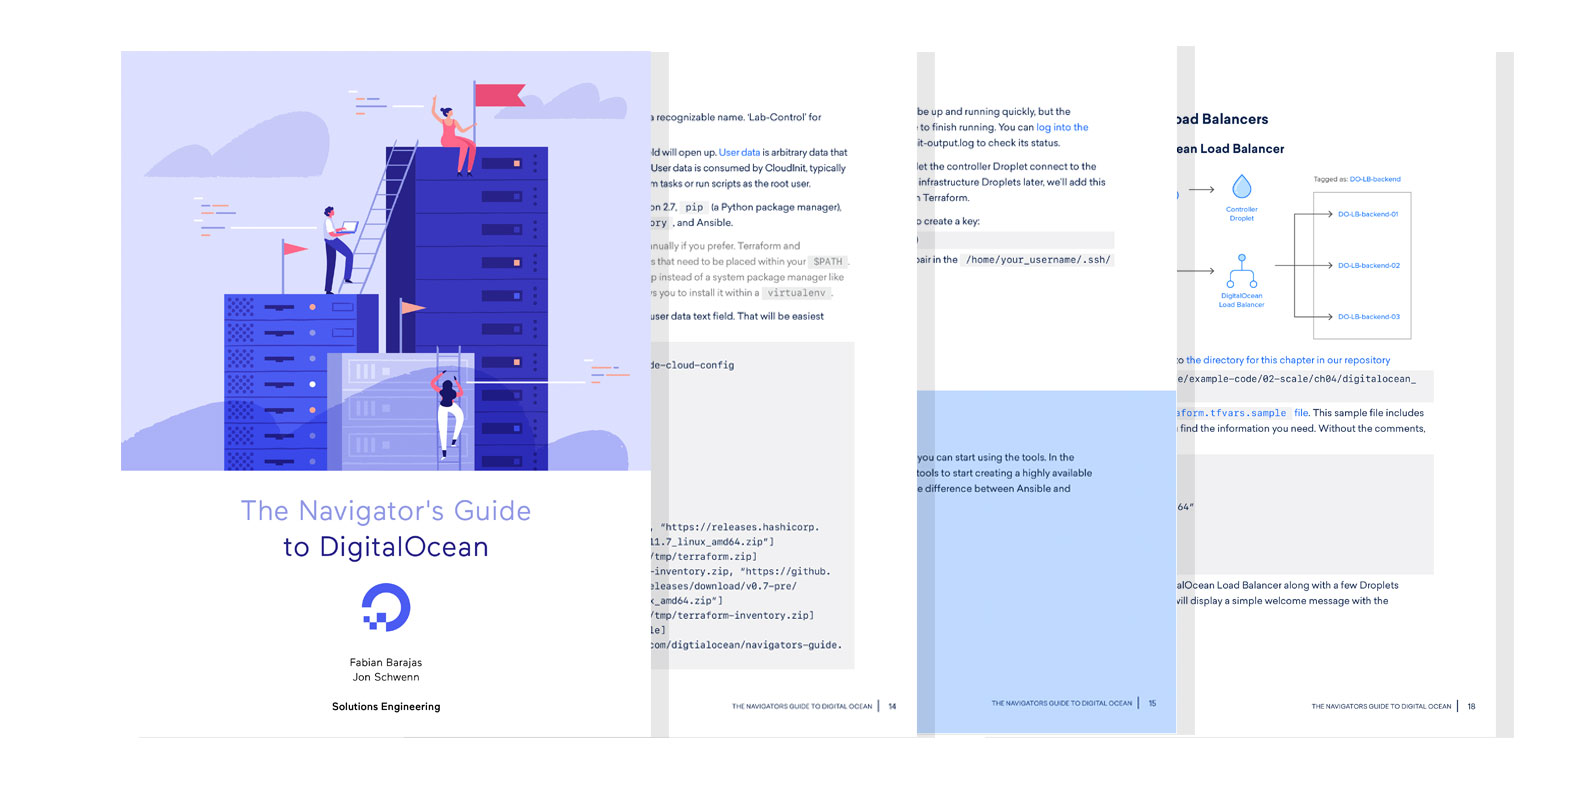 The Navigator's Guide
to DigitalOcean
Fabian Barajas
Jon Schwenn
Solutions Engineering
a recognizable name. 'Lab-Control' for
will open up. User data is arbitrary data that
User data is consumed by CloudInit, typically
tasks or run scripts as the root user.
2.7, pip (a Python package manager),
, and Ansible.
if you prefer. Terraform and
s that need to be placed within your $PATH .
instead of a system package manager like
you to install it within a virtualenv .
user data text field. That will be easiest
de-cloud-config
, "https://releases.hashicorp.
11.7_linux_amd64.zip"]
/tmp/terraform.zip]
-inventory.zip, "https://github.
eleases/download/v0.7-pre/
x_amd64.zip"]
/tmp/terraform-inventory.zip]
le]
com/digtialocean/navigators-guide.
THE NAVIGATORS GUIDE TO DIGITAL OCEAN | 14
be up and running quickly, but the
to finish running. You can log into the
it-output.log to check its status.
let the controller Droplet connect to the
infrastructure Droplets later, we'll add this
Terraform.
o create a key:
)
pair in the /home/your_username/.ssh/
you can start using the tools. In the
tools to start creating a highly available
e difference between Ansible and
THE NAVIGATORS GUIDE TO DIGITAL OCEAN | 15
oad Balancers
ean Load Balancer
Tagged as: DO-LB-backend
Controller
Droplet
DO-LB-backend-01
DO-LB-backend-02
DigitalOcean
Load Balancer
DO-LB-backend-03
to the directory for this chapter in our repository
e/example-code/02-scale/ch04/digitalocean_
aform.tfvars.sample file. This sample file includes
find the information you need. Without the comments,
64"
alOcean Load Balancer along with a few Droplets
will display a simple welcome message with the
THE NAVIGATORS GUIDE TO DIGITAL OCEAN | 18